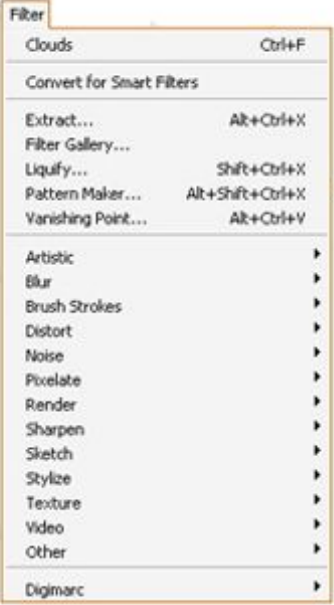 Filter
Clouds Ctrl+F
Convert for Smart Filters
Extract... Alt+Ctrl+X
Filter Gallery...
Liquify... Shift+Ctrl+X
Pattern Maker... Alt+Shift+Ctrl+X
Vanishing Point... Alt+Ctrl+V
Artistic
Blur
Brush Strokes
Distort
Noise
Pixelate
Render
Sharpen
Sketch
Stylize
Texture
Video
Other
Digimarc